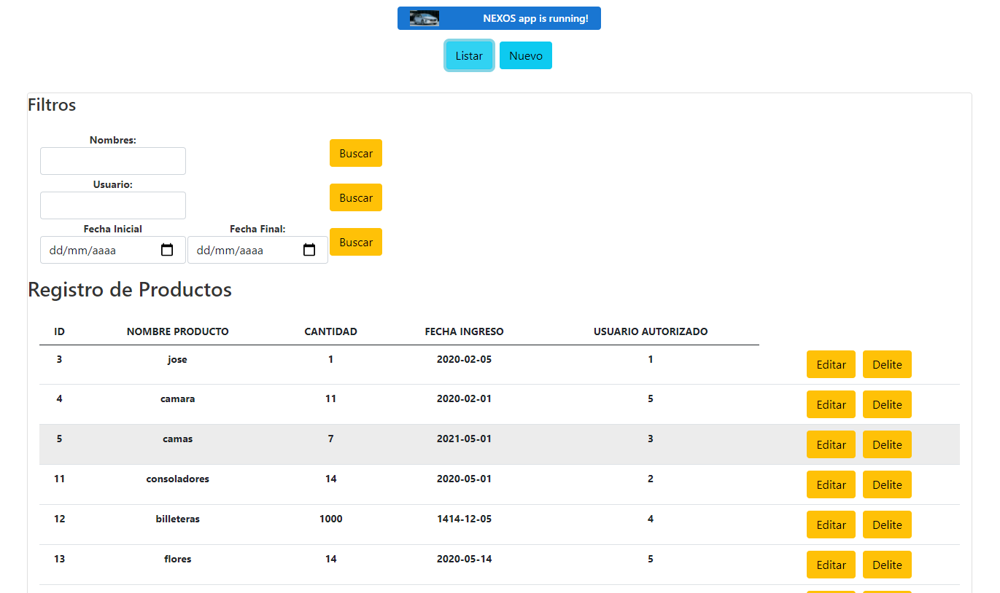 NEXOS app is running!
Listar Nuevo
Filtros
Nombres:
Buscar
Usuario:
Buscar
Fecha Inicial Fecha Final:
dd/mm/aaaa dd/mm/aaaa Buscar
Registro de Productos
ID NOMBRE PRODUCTO CANTIDAD FECHA INGRESO USUARIO AUTORIZADO
3 jose 1 2020-02-05 1 Editar Delite
4 camara 11 2020-02-01 5 Editar Delite
5 camas 7 2021-05-01 3 Editar Delite
11 consoladores 14 2020-05-01 2 Editar Delite
12 billeteras 1000 1414-12-05 4 Editar Delite
13 flores 14 2020-05-14 5 Editar Delite